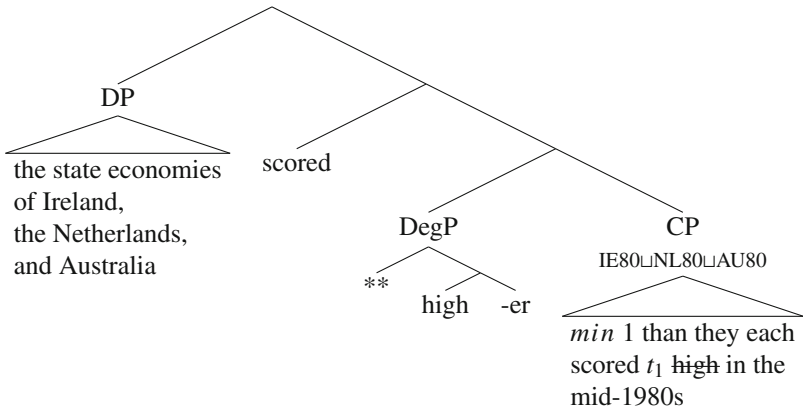 DP
the state economies
of Ireland,
the Netherlands,
and Australia
scored
DegP
**
high
-er
CP
IE80⊔NL80⊔AU80
min 1 than they each
scored t₁ high in the
mid-1980s